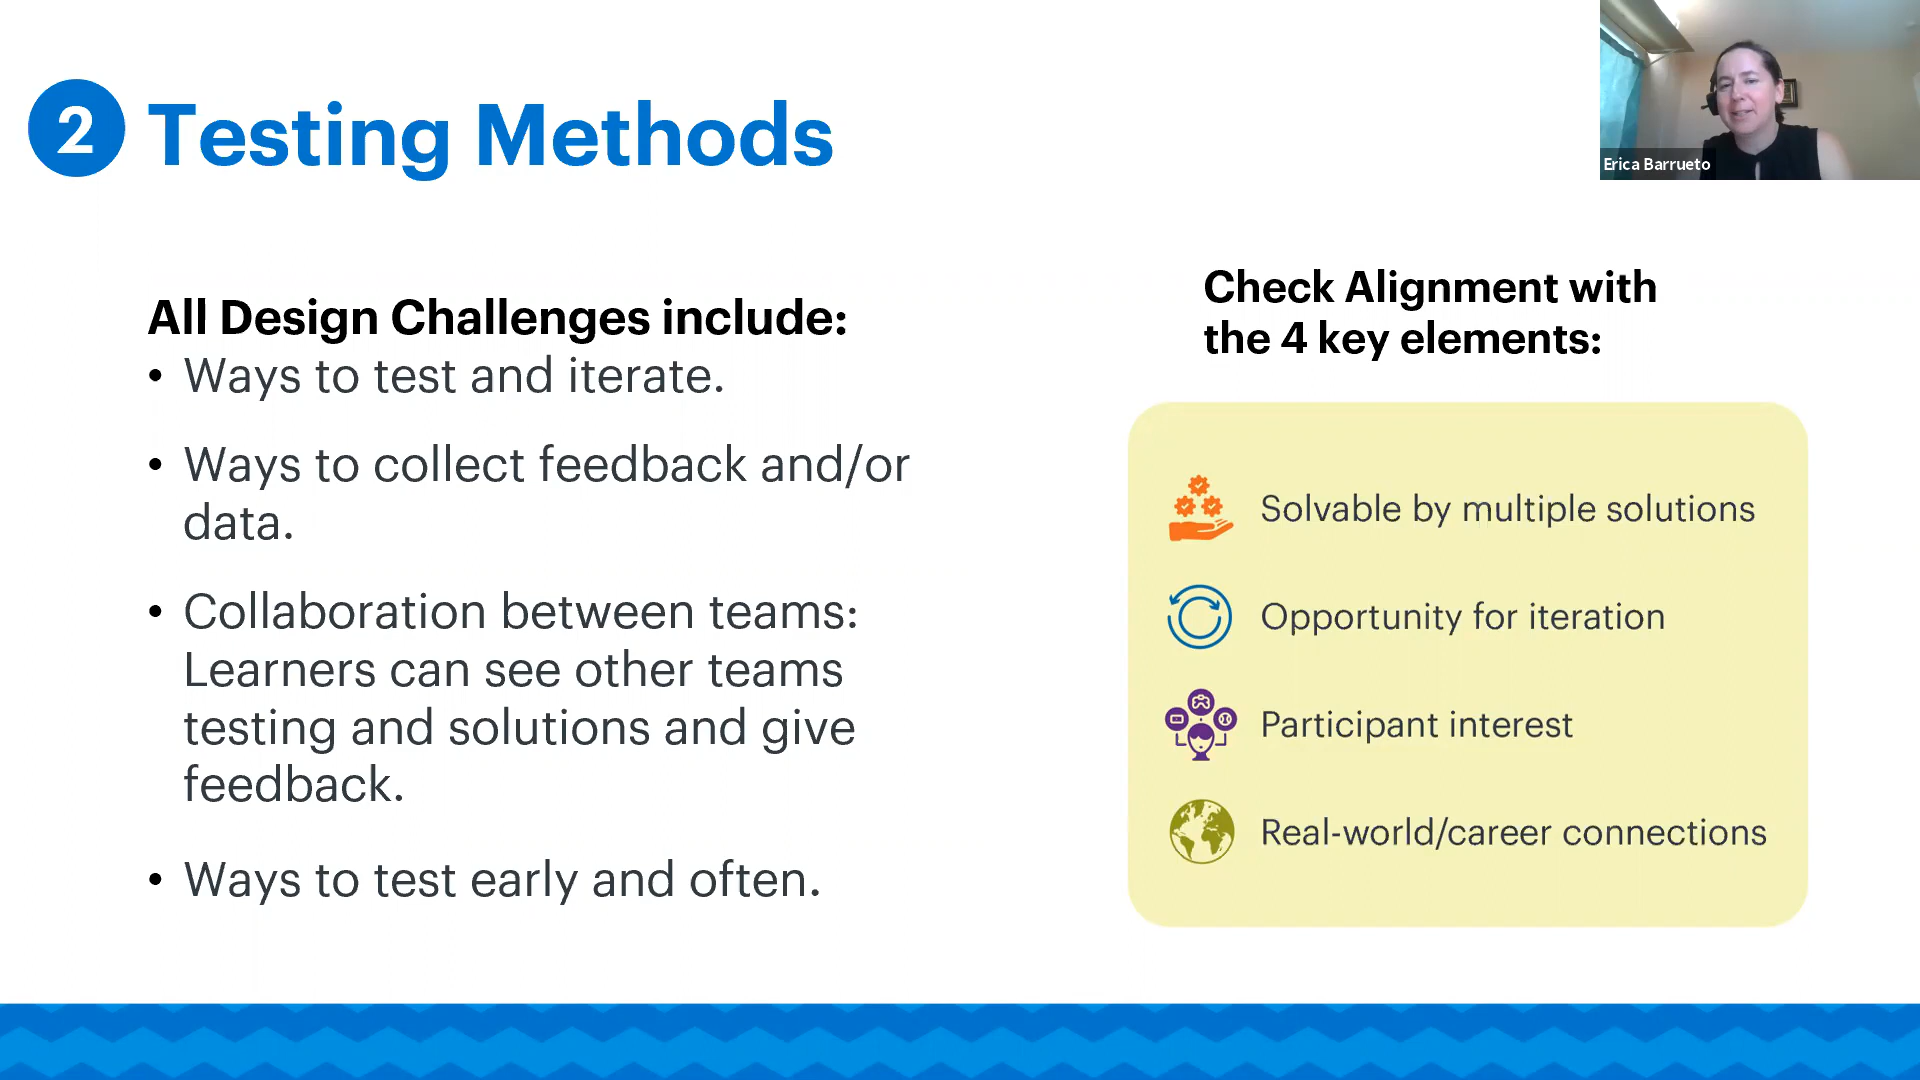 2 Testing Methods
Erica Barrueto
All Design Challenges include:
• Ways to test and iterate.
• Ways to collect feedback and/or
data.
• Collaboration between teams:
Learners can see other teams
testing and solutions and give
feedback.
• Ways to test early and often.
Check Alignment with
the 4 key elements:
Solvable by multiple solutions
Opportunity for iteration
Participant interest
Real-world/career connections